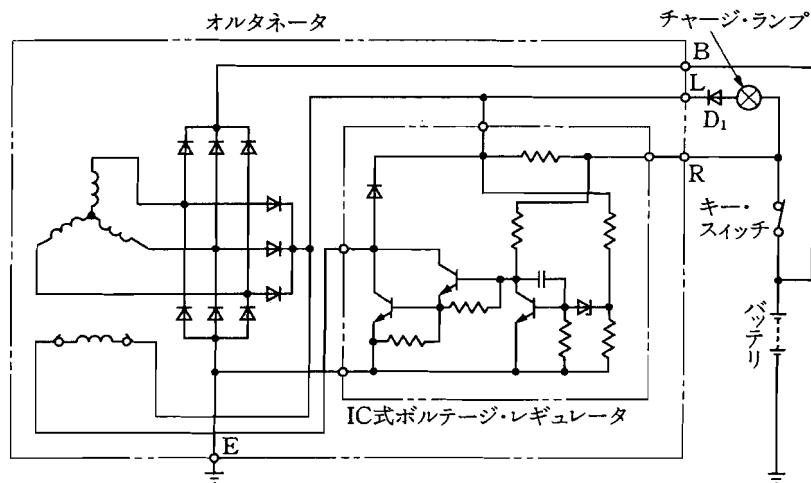 オルタネータ
チャージ・ランプ
B
L
D₁
R
キー・
スイッチ
バッテリ
IC式ボルテージ・レギュレータ
E